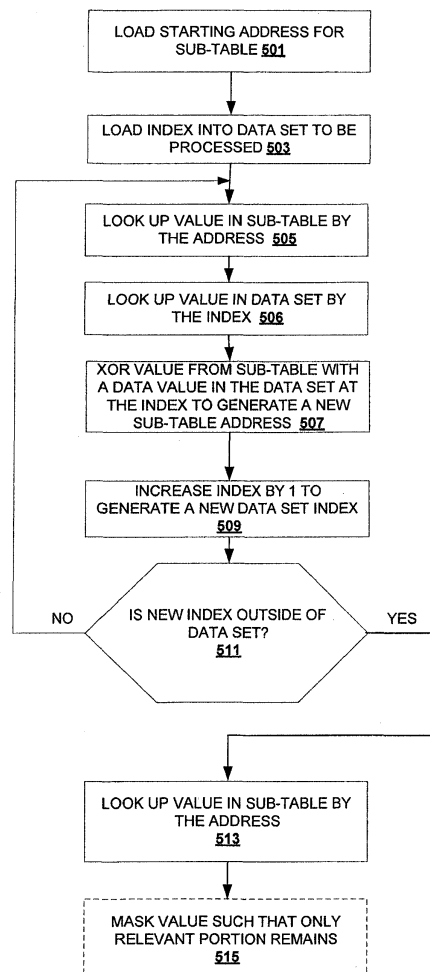 LOAD STARTING ADDRESS FOR
SUB-TABLE 501
LOAD INDEX INTO DATA SET TO BE
PROCESSED 503
LOOK UP VALUE IN SUB-TABLE BY
THE ADDRESS 505
LOOK UP VALUE IN DATA SET BY
THE INDEX 506
XOR VALUE FROM SUB-TABLE WITH
A DATA VALUE IN THE DATA SET AT
THE INDEX TO GENERATE A NEW
SUB-TABLE ADDRESS 507
INCREASE INDEX BY 1 TO
GENERATE A NEW DATA SET INDEX
509
NO
IS NEW INDEX OUTSIDE OF
DATA SET?
511
YES
LOOK UP VALUE IN SUB-TABLE BY
THE ADDRESS
513
MASK VALUE SUCH THAT ONLY
RELEVANT PORTION REMAINS
515